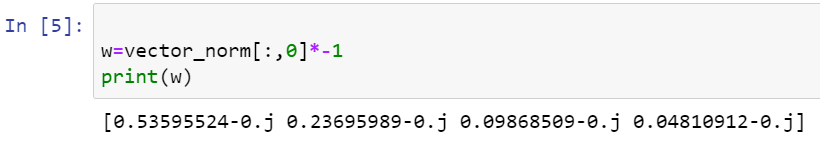 In [5]:
w=vector_norm[:,0]*-1
print(w)
[0.53595524-0.j 0.23695989-0.j 0.09868509-0.j 0.04810912-0.j]